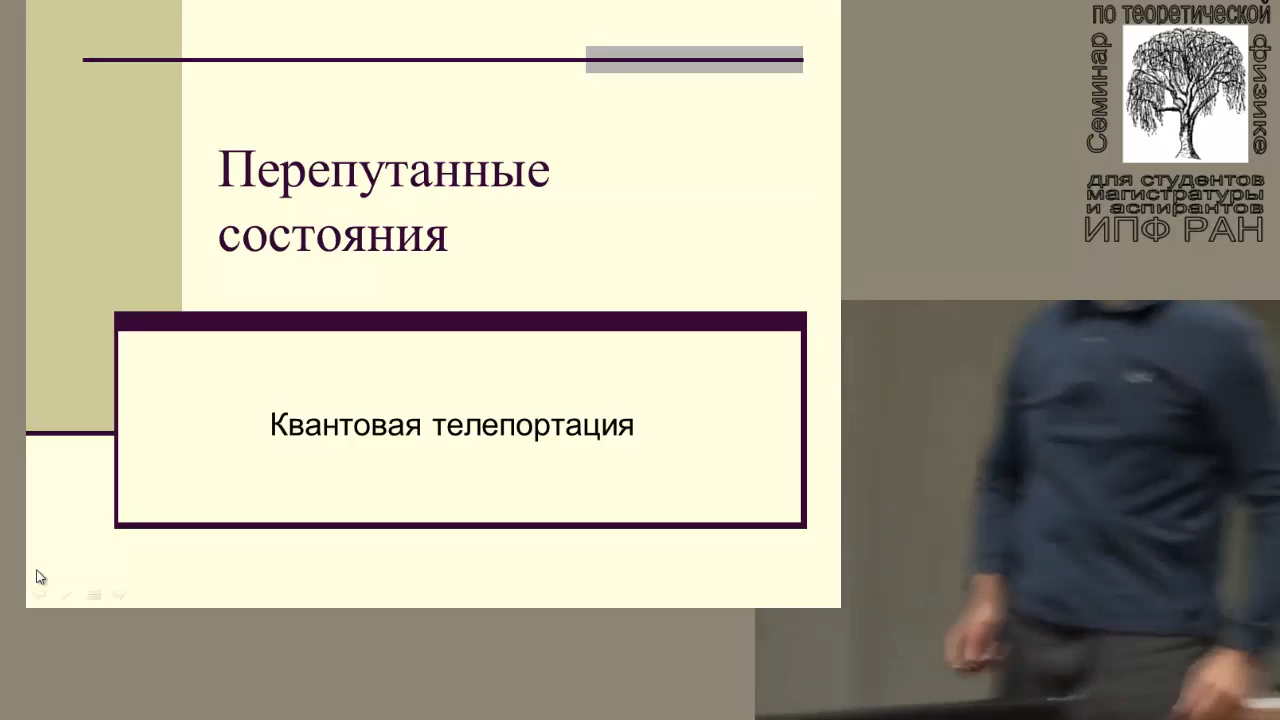 Перепутанные
состояния
Квантовая телепортация
Семинар
по теоретической
физике
для студентов
магистратуры
и аспирантов
ИПФ РАН